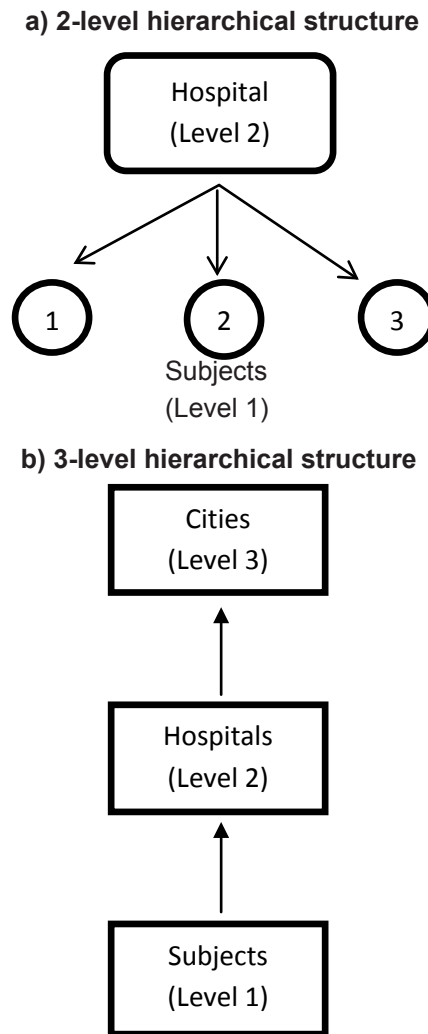 a) 2-level hierarchical structure
Hospital
(Level 2)
1 2 3
Subjects
(Level 1)
b) 3-level hierarchical structure
Cities
(Level 3)
Hospitals
(Level 2)
Subjects
(Level 1)